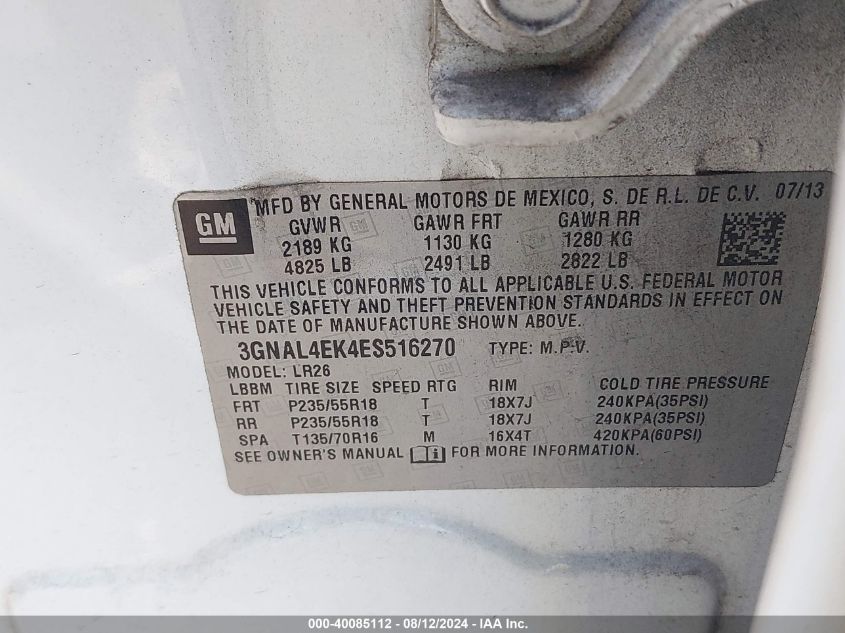 GM
MFD BY GENERAL MOTORS DE MEXICO, S. DE R.L. DE C.V. 07/13
GVWR GAWR FRT GAWR RR
2189 KG 1130 KG 1280 KG
4825 LB 2491 LB 2822 LB
THIS VEHICLE CONFORMS TO ALL APPLICABLE U.S. FEDERAL MOTOR
VEHICLE SAFETY AND THEFT PREVENTION STANDARDS IN EFFECT ON
THE DATE OF MANUFACTURE SHOWN ABOVE.
3GNAL4EK4ES516270 TYPE: M.P.V.
MODEL: LR26
LBBM TIRE SIZE SPEED RTG RIM COLD TIRE PRESSURE
FRT P235/55R18 T 18X7J 240KPA(35PSI)
RR P235/55R18 T 18X7J 240KPA(35PSI)
SPA T135/70R16 M 16X4T 420KPA(60PSI)
SEE OWNER'S MANUAL FOR MORE INFORMATION.
000-40085112 - 08/12/2024 - IAA Inc.